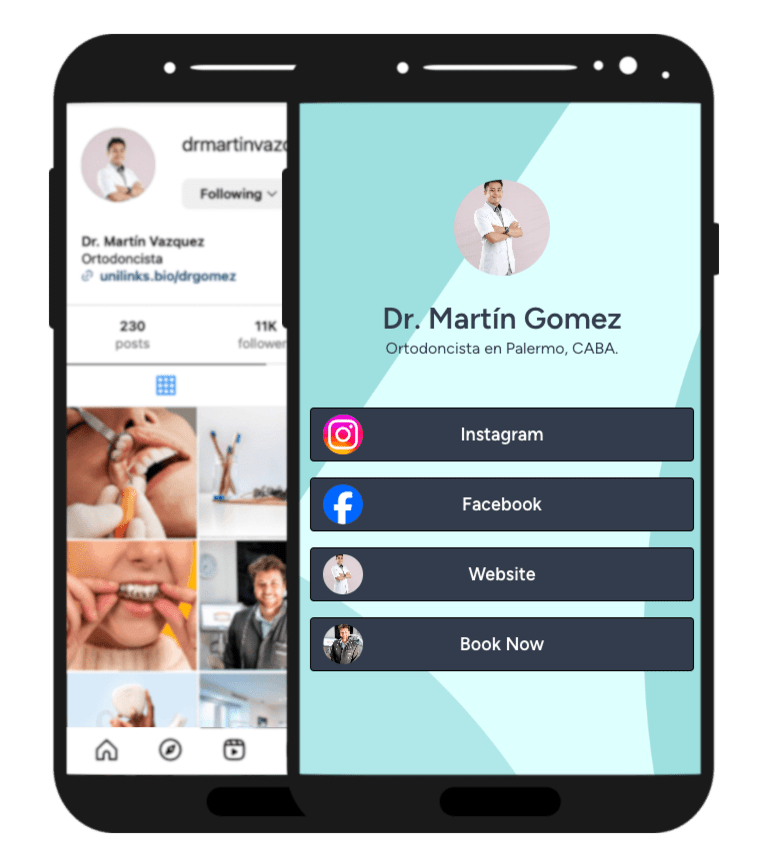 drmartinvazq
Following
Dr. Martín Vazquez
Ortodoncista
unilinks.bio/drgomez
230
11K
posts
follower
Dr. Martín Gomez
Ortodoncista en Palermo, CABA.
Instagram
Facebook
Website
Book Now